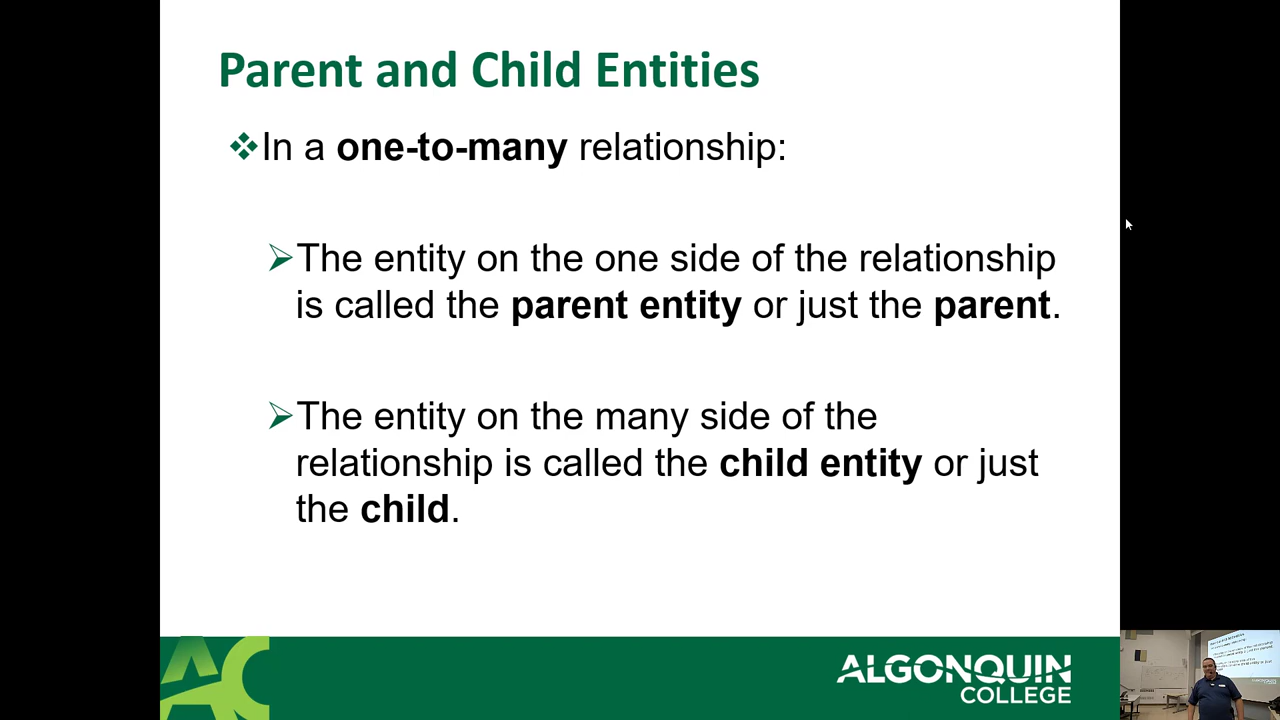 Parent and Child Entities
In a one-to-many relationship:
The entity on the one side of the relationship
is called the parent entity or just the parent.
The entity on the many side of the
relationship is called the child entity or just
the child.
AC
ALGONQUIN
COLLEGE